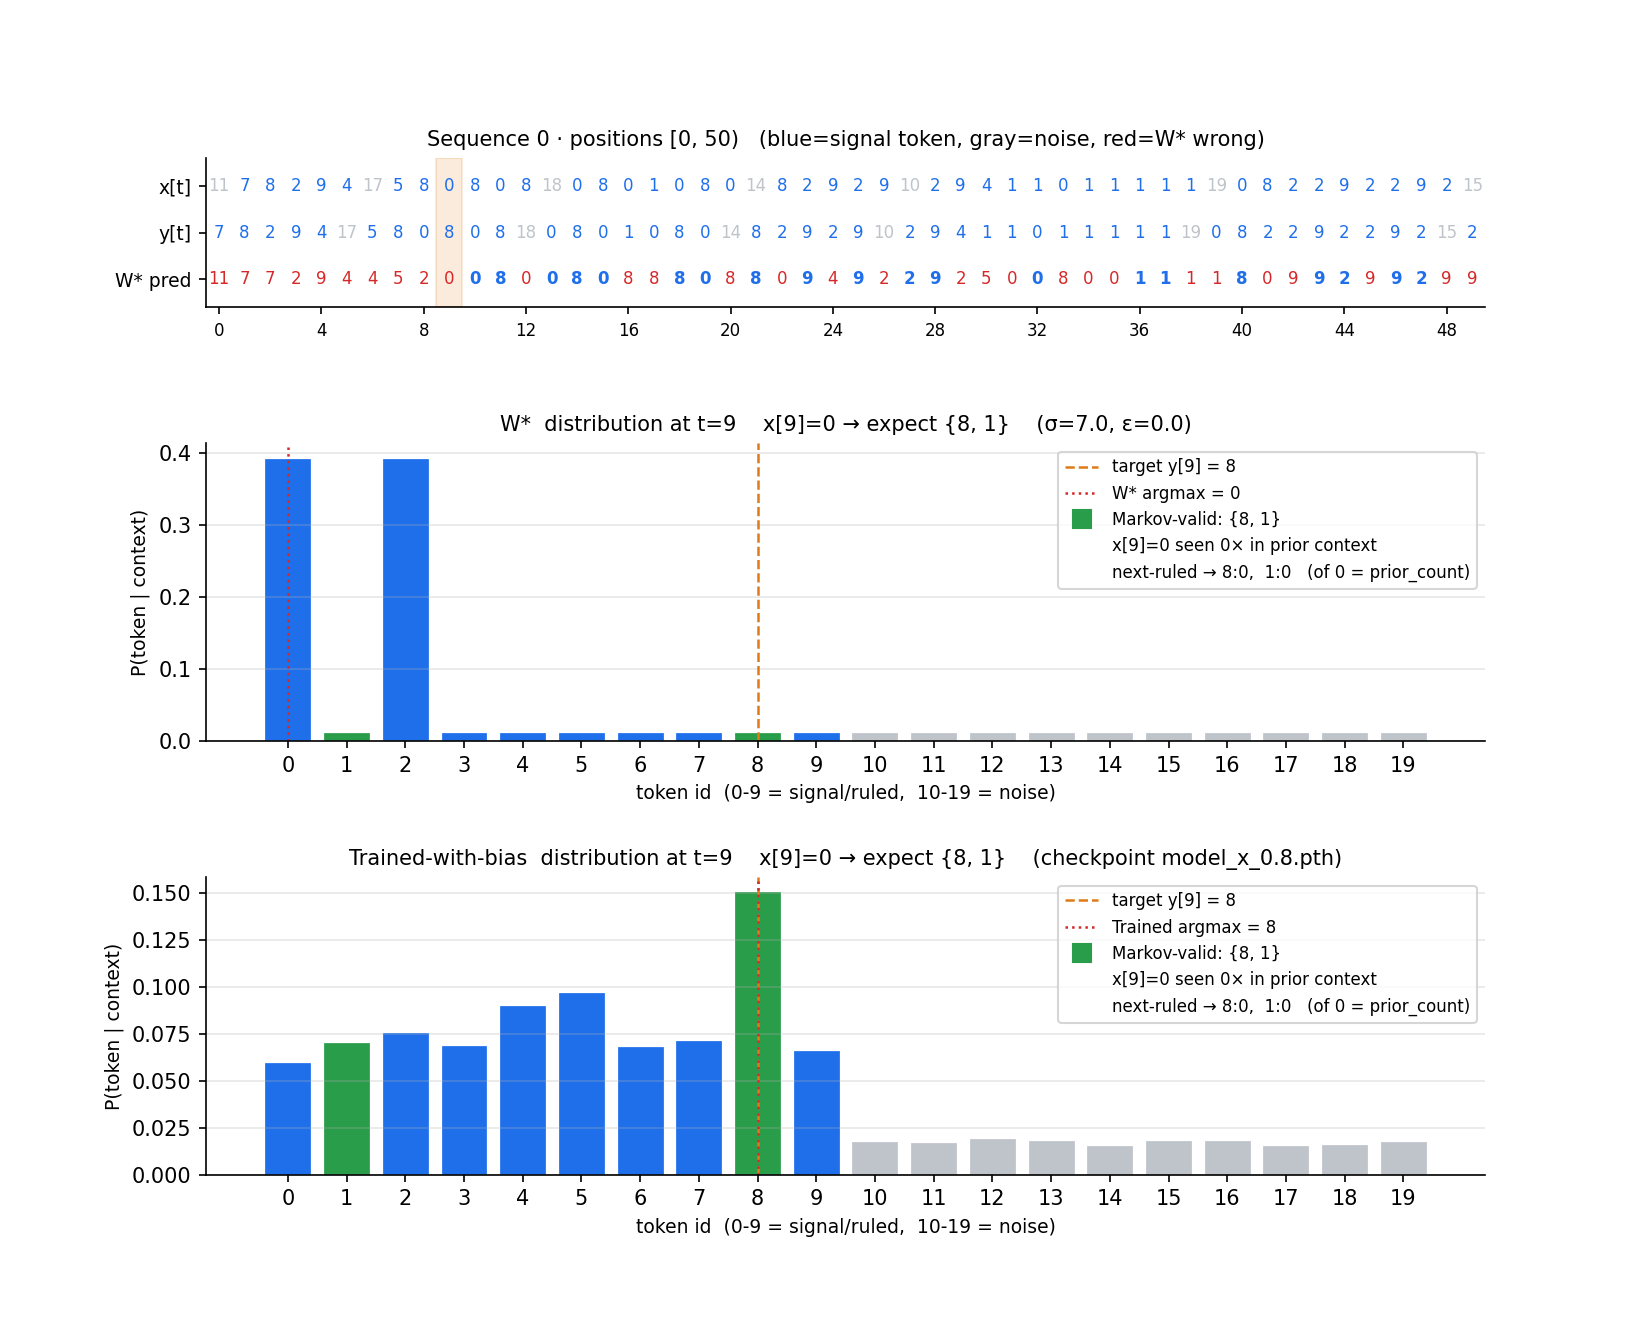 Sequence 0 · positions [0, 50)   (blue=signal token, gray=noise, red=W* wrong)
x[t] 11 7 8 2 9 4 17 5 8 0 8 0 8 18 0 8 0 1 0 8 0 14 8 2 9 2 9 10 2 9 4 1 1 0 1 1 1 1 1 19 0 8 2 2 9 2 2 9 2 15
y[t] 7 8 2 9 4 17 5 8 0 8 0 8 18 0 8 0 1 0 8 0 14 8 2 9 2 9 10 2 9 4 1 1 0 1 1 1 1 1 19 0 8 2 2 9 2 2 9 2 15 2
W* pred 11 7 7 2 9 4 4 5 2 0 0 8 0 0 8 0 8 8 8 0 8 8 0 9 4 9 2 2 9 2 5 0 0 8 0 0 1 1 1 1 8 0 9 9 2 9 9 2 9 9
0 4 8 12 16 20 24 28 32 36 40 44 48
W*  distribution at t=9    x[9]=0 → expect {8, 1}    (σ=7.0, ε=0.0)
P(token | context)
0.4
0.3
0.2
0.1
0.0
target y[9] = 8
W* argmax = 0
Markov-valid: {8, 1}
x[9]=0 seen 0× in prior context
next-ruled → 8:0,  1:0   (of 0 = prior_count)
0 1 2 3 4 5 6 7 8 9 10 11 12 13 14 15 16 17 18 19
token id  (0-9 = signal/ruled,  10-19 = noise)
Trained-with-bias  distribution at t=9    x[9]=0 → expect {8, 1}    (checkpoint model_x_0.8.pth)
P(token | context)
0.150
0.125
0.100
0.075
0.050
0.025
0.000
target y[9] = 8
Trained argmax = 8
Markov-valid: {8, 1}
x[9]=0 seen 0× in prior context
next-ruled → 8:0,  1:0   (of 0 = prior_count)
0 1 2 3 4 5 6 7 8 9 10 11 12 13 14 15 16 17 18 19
token id  (0-9 = signal/ruled,  10-19 = noise)